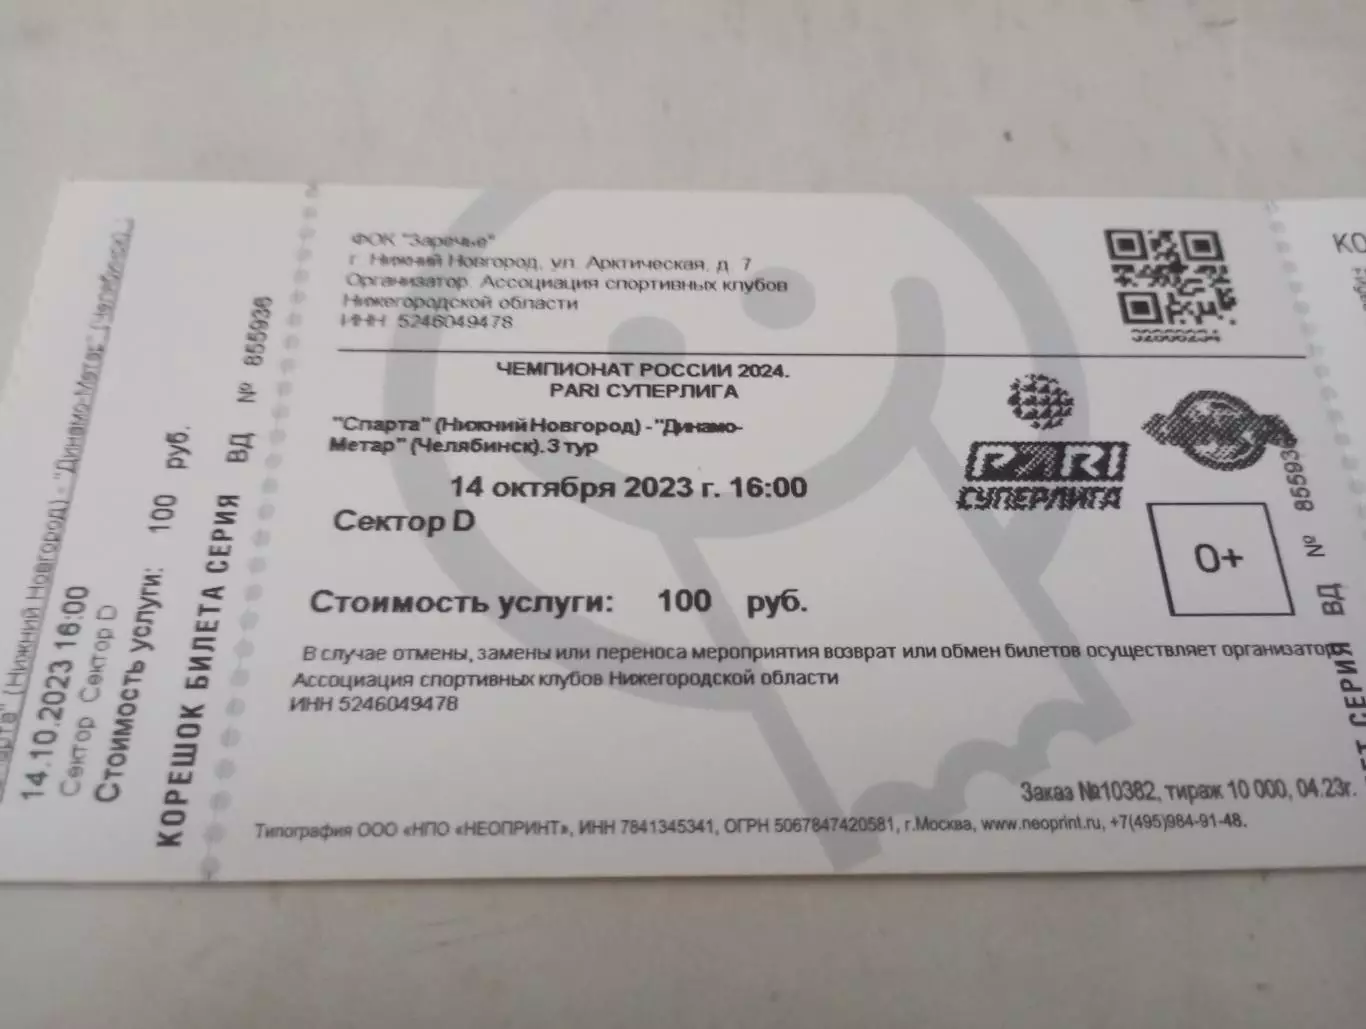 арта" (Нижний Новгород) - "Динамо-Метар" (Челябинск).
14.10.2023 16:00
Сектор Сектор D
Стоимость услуги: 100 руб.
КОРЕШОК БИЛЕТА СЕРИЯ ВД № 855936
ФОК "Заречье"
г. Нижний Новгород, ул. Арктическая, д. 7
Организатор: Ассоциация спортивных клубов
Нижегородской области
ИНН 5246049478
32000234
ЧЕМПИОНАТ РОССИИ 2024.
PARI СУПЕРЛИГА
"Спарта" (Нижний Новгород) - "Динамо-
Метар" (Челябинск). 3 тур
14 октября 2023 г. 16:00
Сектор D
PARI
СУПЕРЛИГА
0+
Стоимость услуги: 100 руб.
В случае отмены, замены или переноса мероприятия возврат или обмен билетов осуществляет организатор:
Ассоциация спортивных клубов Нижегородской области
ИНН 5246049478
Заказ №10382, тираж 10 000, 04.23г.
Типография ООО «НПО «НЕОПРИНТ», ИНН 7841345341, ОГРН 5067847420581, г.Москва, www.neoprint.ru, +7(495)984-91-48.
ЕТ СЕРИЯ ВД № 855936
КО